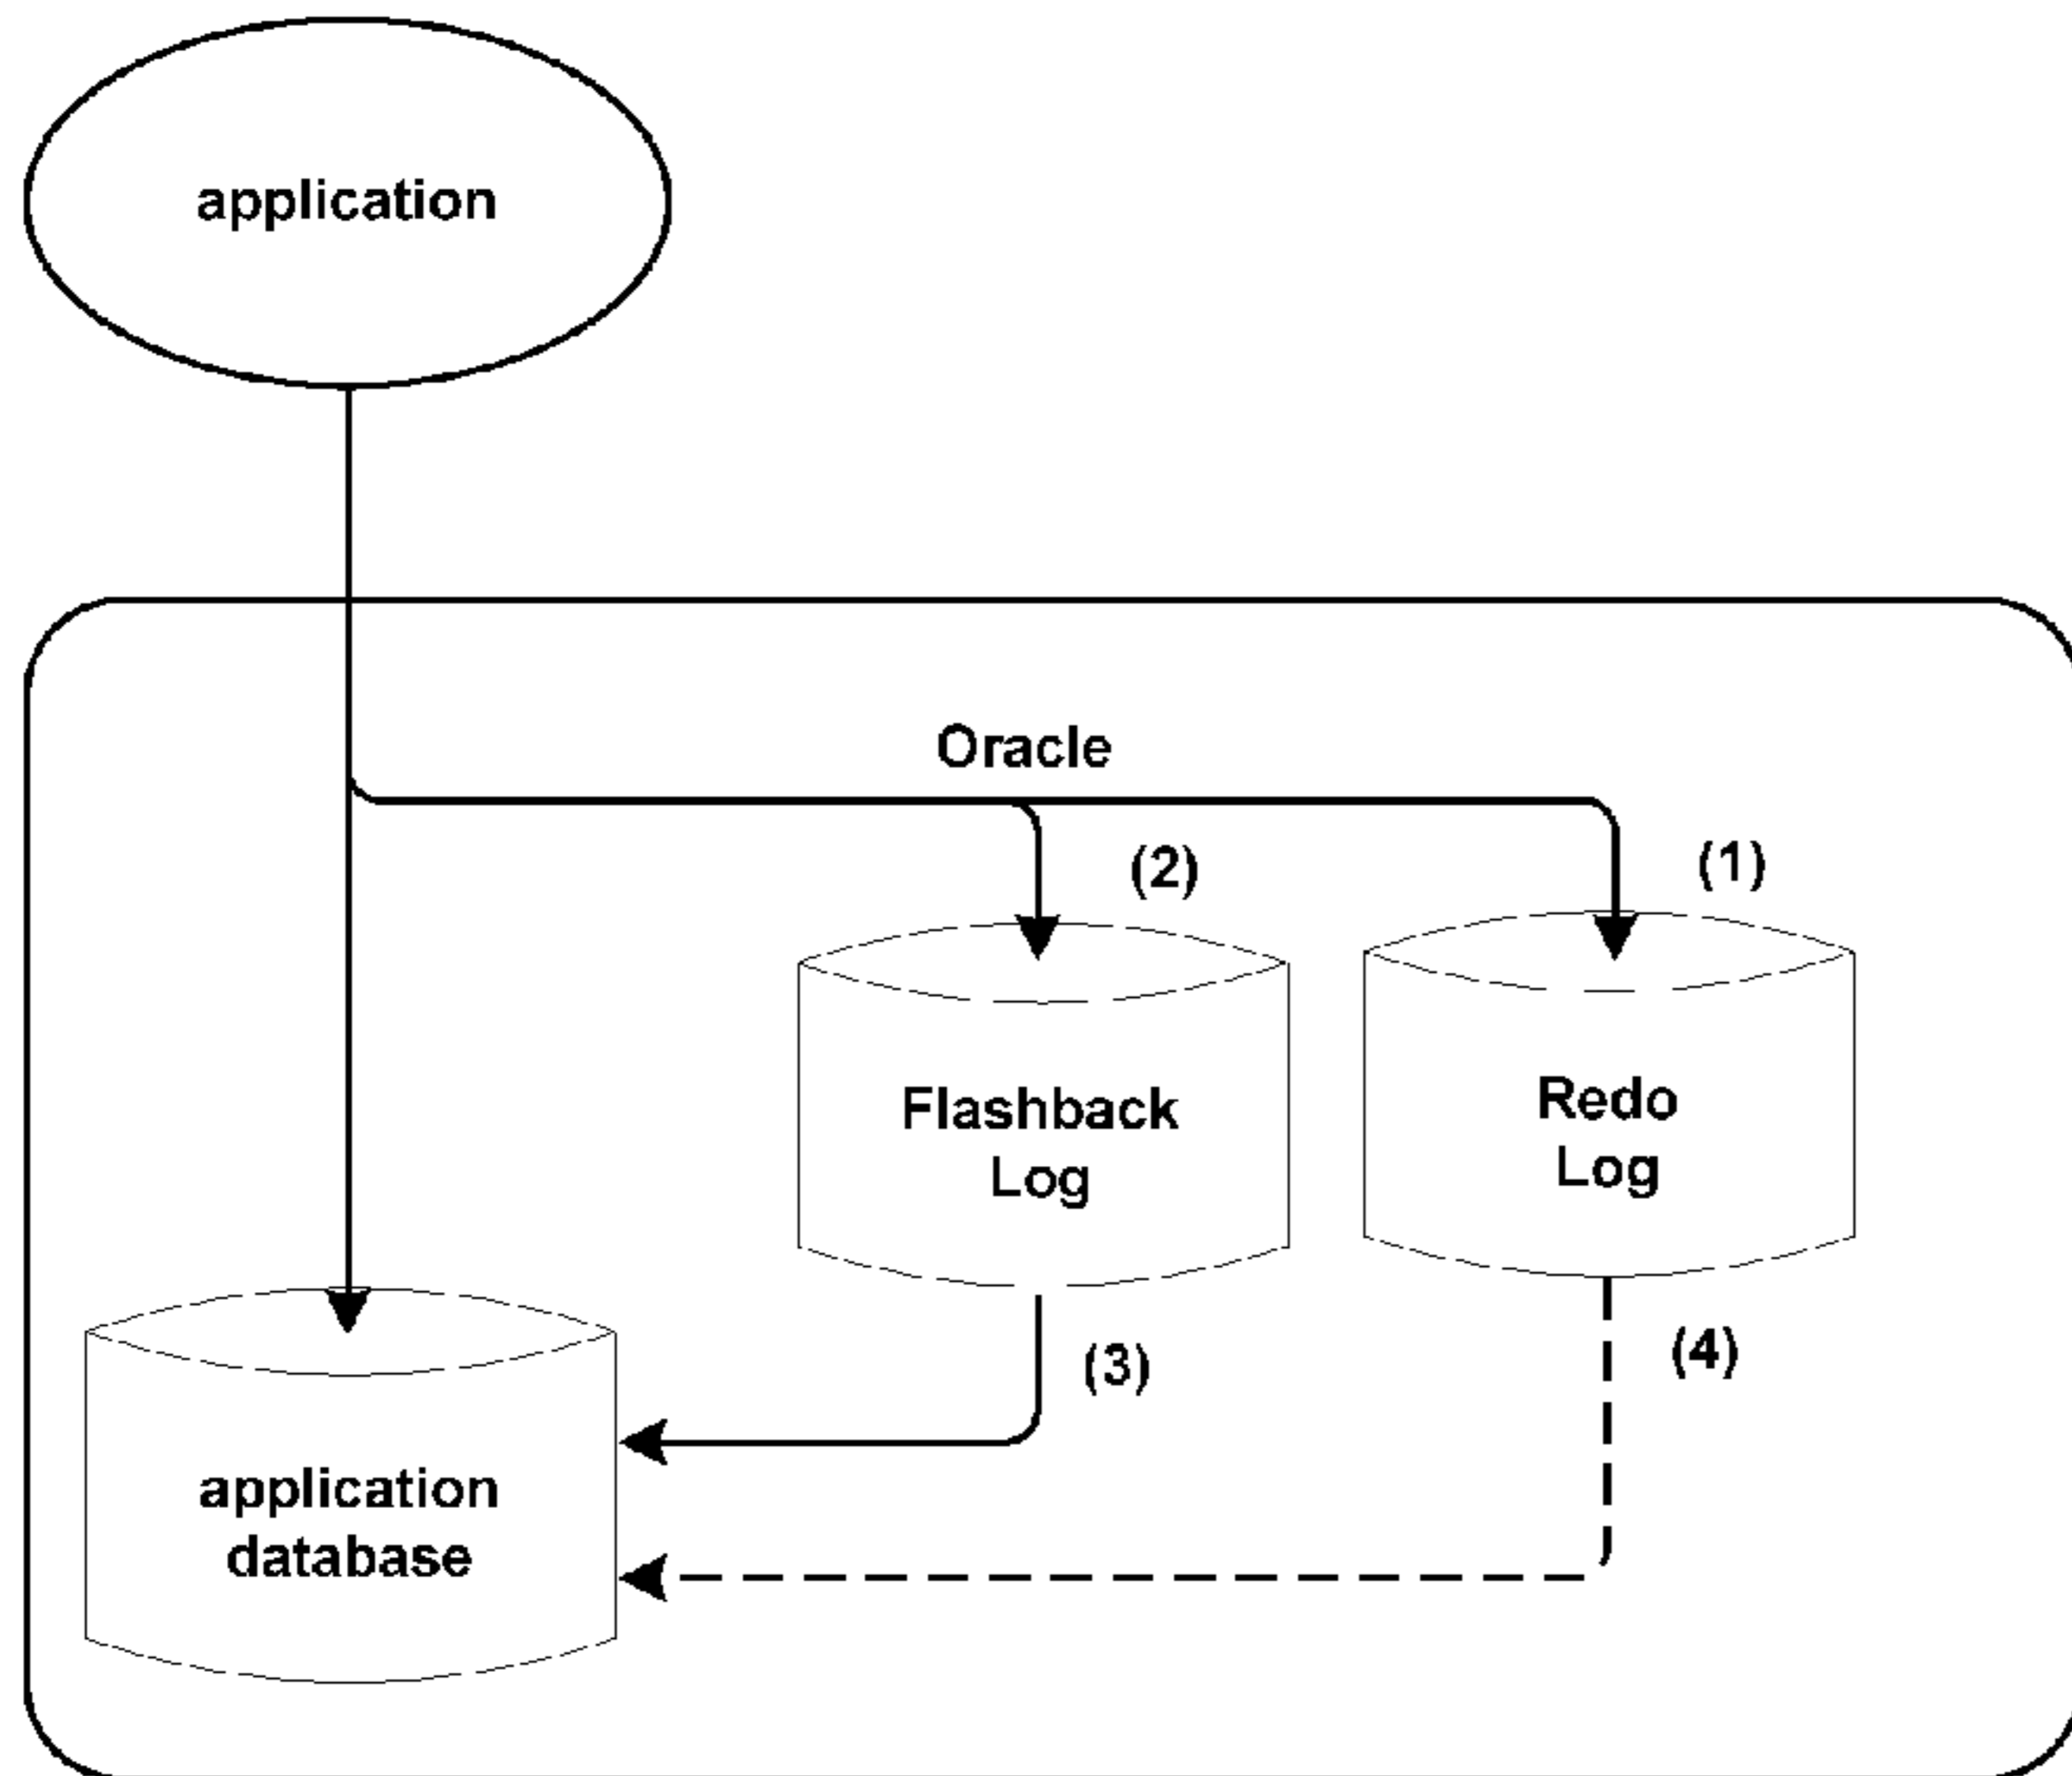 application
Oracle
(2)
(1)
Flashback
Log
Redo
Log
(3)
(4)
application
database